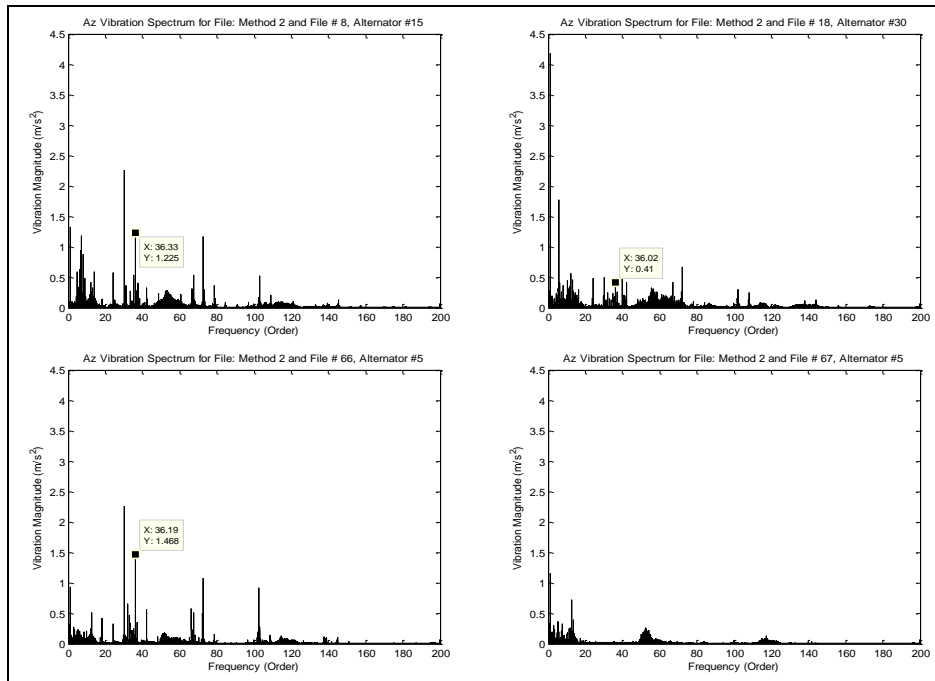 Az Vibration Spectrum for File: Method 2 and File # 8, Alternator #15
4.5
4
3.5
3
2.5
2
1.5
1
0.5
0
Vibration Magnitude (m/s²)
X: 36.33
Y: 1.225
0 20 40 60 80 100 120 140 160 180 200
Frequency (Order)
Az Vibration Spectrum for File: Method 2 and File # 18, Alternator #30
4.5
4
3.5
3
2.5
2
1.5
1
0.5
0
Vibration Magnitude (m/s²)
X: 36.02
Y: 0.41
0 20 40 60 80 100 120 140 160 180 200
Frequency (Order)
Az Vibration Spectrum for File: Method 2 and File # 66, Alternator #5
4.5
4
3.5
3
2.5
2
1.5
1
0.5
0
Vibration Magnitude (m/s²)
X: 36.19
Y: 1.468
0 20 40 60 80 100 120 140 160 180 200
Frequency (Order)
Az Vibration Spectrum for File: Method 2 and File # 67, Alternator #5
4.5
4
3.5
3
2.5
2
1.5
1
0.5
0
Vibration Magnitude (m/s²)
0 20 40 60 80 100 120 140 160 180 200
Frequency (Order)